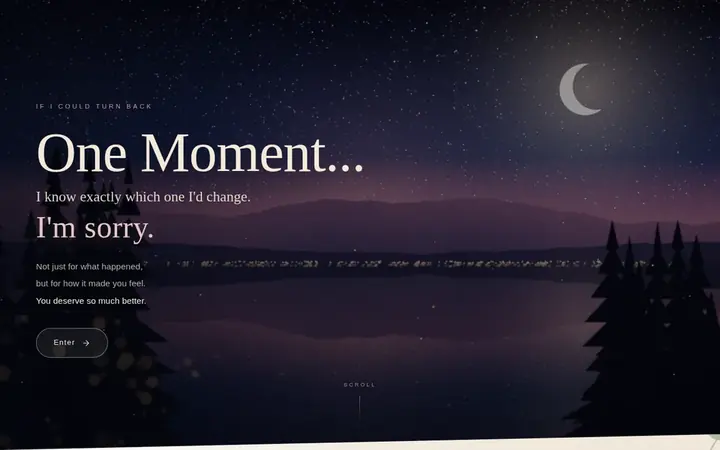 IF I COULD TURN BACK
One Moment...
I know exactly which one I'd change.
I'm sorry.
Not just for what happened,
but for how it made you feel.
You deserve so much better.
Enter →
SCROLL